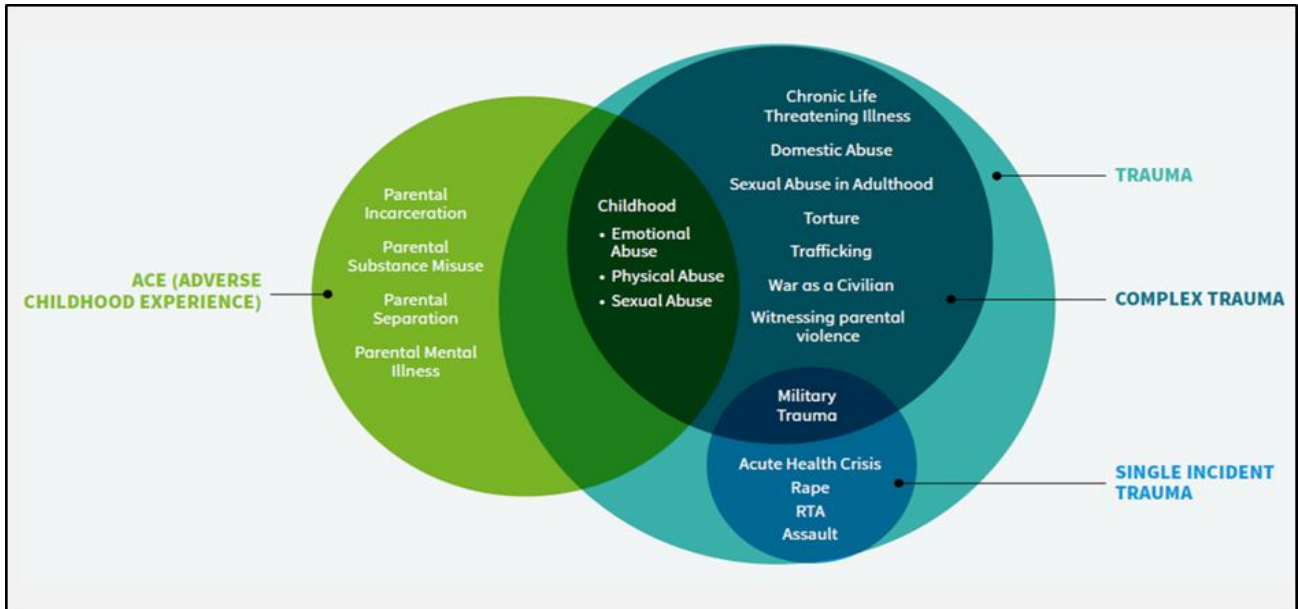 ACE (ADVERSE
CHILDHOOD EXPERIENCE)
Parental
Incarceration
Parental
Substance Misuse
Parental
Separation
Parental Mental
Illness
Childhood
• Emotional
Abuse
• Physical Abuse
• Sexual Abuse
Chronic Life
Threatening Illness
Domestic Abuse
Sexual Abuse in Adulthood
Torture
Trafficking
War as a Civilian
Witnessing parental
violence
Military
Trauma
Acute Health Crisis
Rape
RTA
Assault
TRAUMA
COMPLEX TRAUMA
SINGLE INCIDENT
TRAUMA